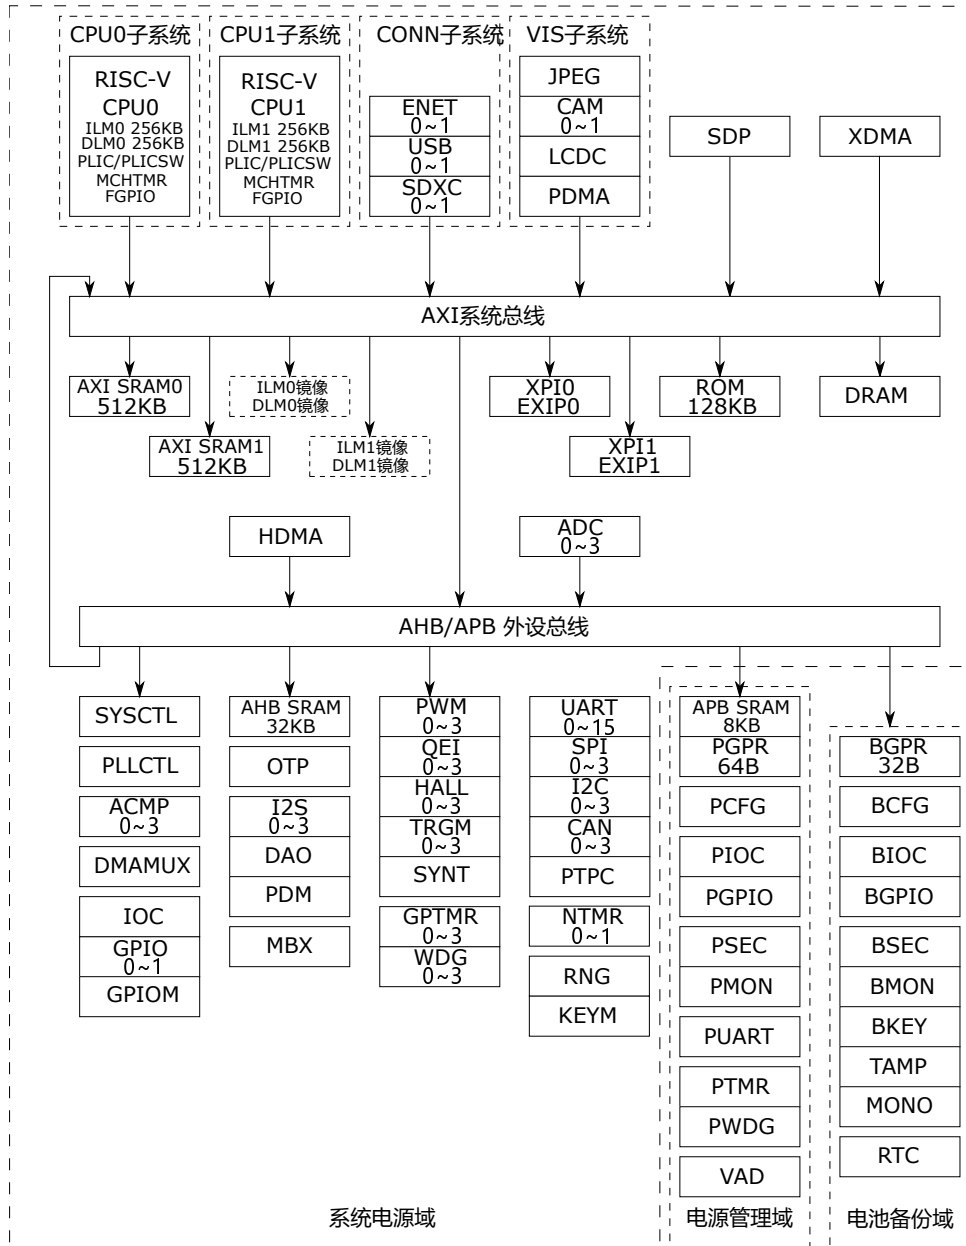 CPU0子系统
RISC-V
CPU0
ILM0 256KB
DLM0 256KB
PLIC/PLICSW
MCHTMR
FGPIO
CPU1子系统
RISC-V
CPU1
ILM1 256KB
DLM1 256KB
PLIC/PLICSW
MCHTMR
FGPIO
CONN子系统
ENET
0~1
USB
0~1
SDXC
0~1
VIS子系统
JPEG
CAM
0~1
LCDC
PDMA
SDP
XDMA
AXI系统总线
AXI SRAM0
512KB
AXI SRAM1
512KB
ILM0镜像
DLM0镜像
ILM1镜像
DLM1镜像
XPI0
EXIP0
XPI1
EXIP1
ROM
128KB
DRAM
HDMA
ADC
0~3
AHB/APB 外设总线
SYSCTL
PLLCTL
ACMP
0~3
DMAMUX
IOC
GPIO
0~1
GPIOM
AHB SRAM
32KB
OTP
I2S
0~3
DAO
PDM
MBX
PWM
0~3
QEI
0~3
HALL
0~3
TRGM
0~3
SYNT
GPTMR
0~3
WDG
0~3
UART
0~15
SPI
0~3
I2C
0~3
CAN
0~3
PTPC
NTMR
0~1
RNG
KEYM
APB SRAM
8KB
PGPR
64B
PCFG
PIOC
PGPIO
PSEC
PMON
PUART
PTMR
PWDG
VAD
BGPR
32B
BCFG
BIOC
BGPIO
BSEC
BMON
BKEY
TAMP
MONO
RTC
系统电源域
电源管理域
电池备份域